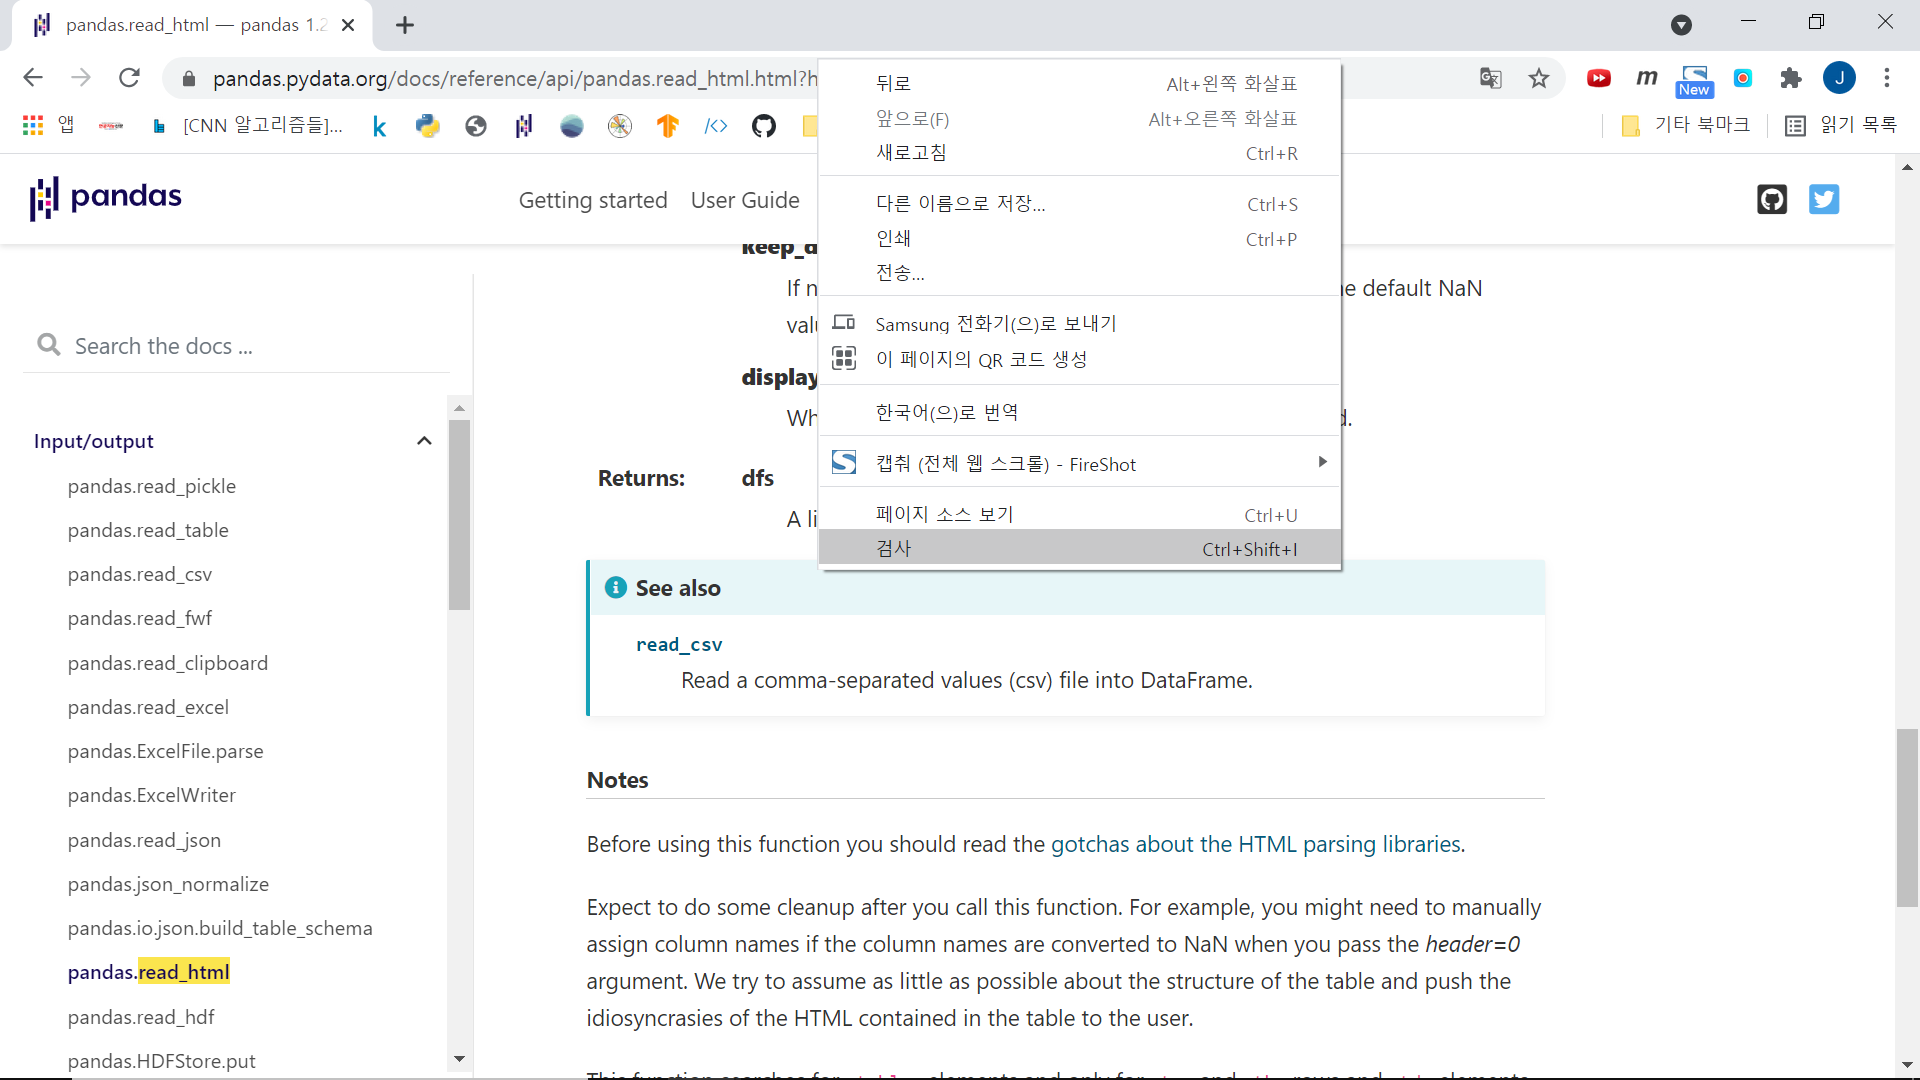 pandas.read_html — pandas 1.2
pandas.pydata.org/docs/reference/api/pandas.read_html.html?h
New
J
앱
[CNN 알고리즘들]...
기타 북마크
읽기 목록
pandas
Getting started
User Guide
뒤로 Alt+왼쪽 화살표
앞으로(F) Alt+오른쪽 화살표
새로고침 Ctrl+R
다른 이름으로 저장... Ctrl+S
인쇄 Ctrl+P
전송...
Samsung 전화기(으)로 보내기
이 페이지의 QR 코드 생성
한국어(으)로 번역
캡춰 (전체 웹 스크롤) - FireShot
페이지 소스 보기 Ctrl+U
검사 Ctrl+Shift+I
Search the docs ...
Input/output
pandas.read_pickle
pandas.read_table
pandas.read_csv
pandas.read_fwf
pandas.read_clipboard
pandas.read_excel
pandas.ExcelFile.parse
pandas.ExcelWriter
pandas.read_json
pandas.json_normalize
pandas.io.json.build_table_schema
pandas.read_html
pandas.read_hdf
pandas.HDFStore.put
keep_d
If n
default NaN
valu
display
Wh
Returns:
dfs
A li
See also
read_csv
Read a comma-separated values (csv) file into DataFrame.
Notes
Before using this function you should read the gotchas about the HTML parsing libraries.
Expect to do some cleanup after you call this function. For example, you might need to manually
assign column names if the column names are converted to NaN when you pass the header=0
argument. We try to assume as little as possible about the structure of the table and push the
idiosyncrasies of the HTML contained in the table to the user.